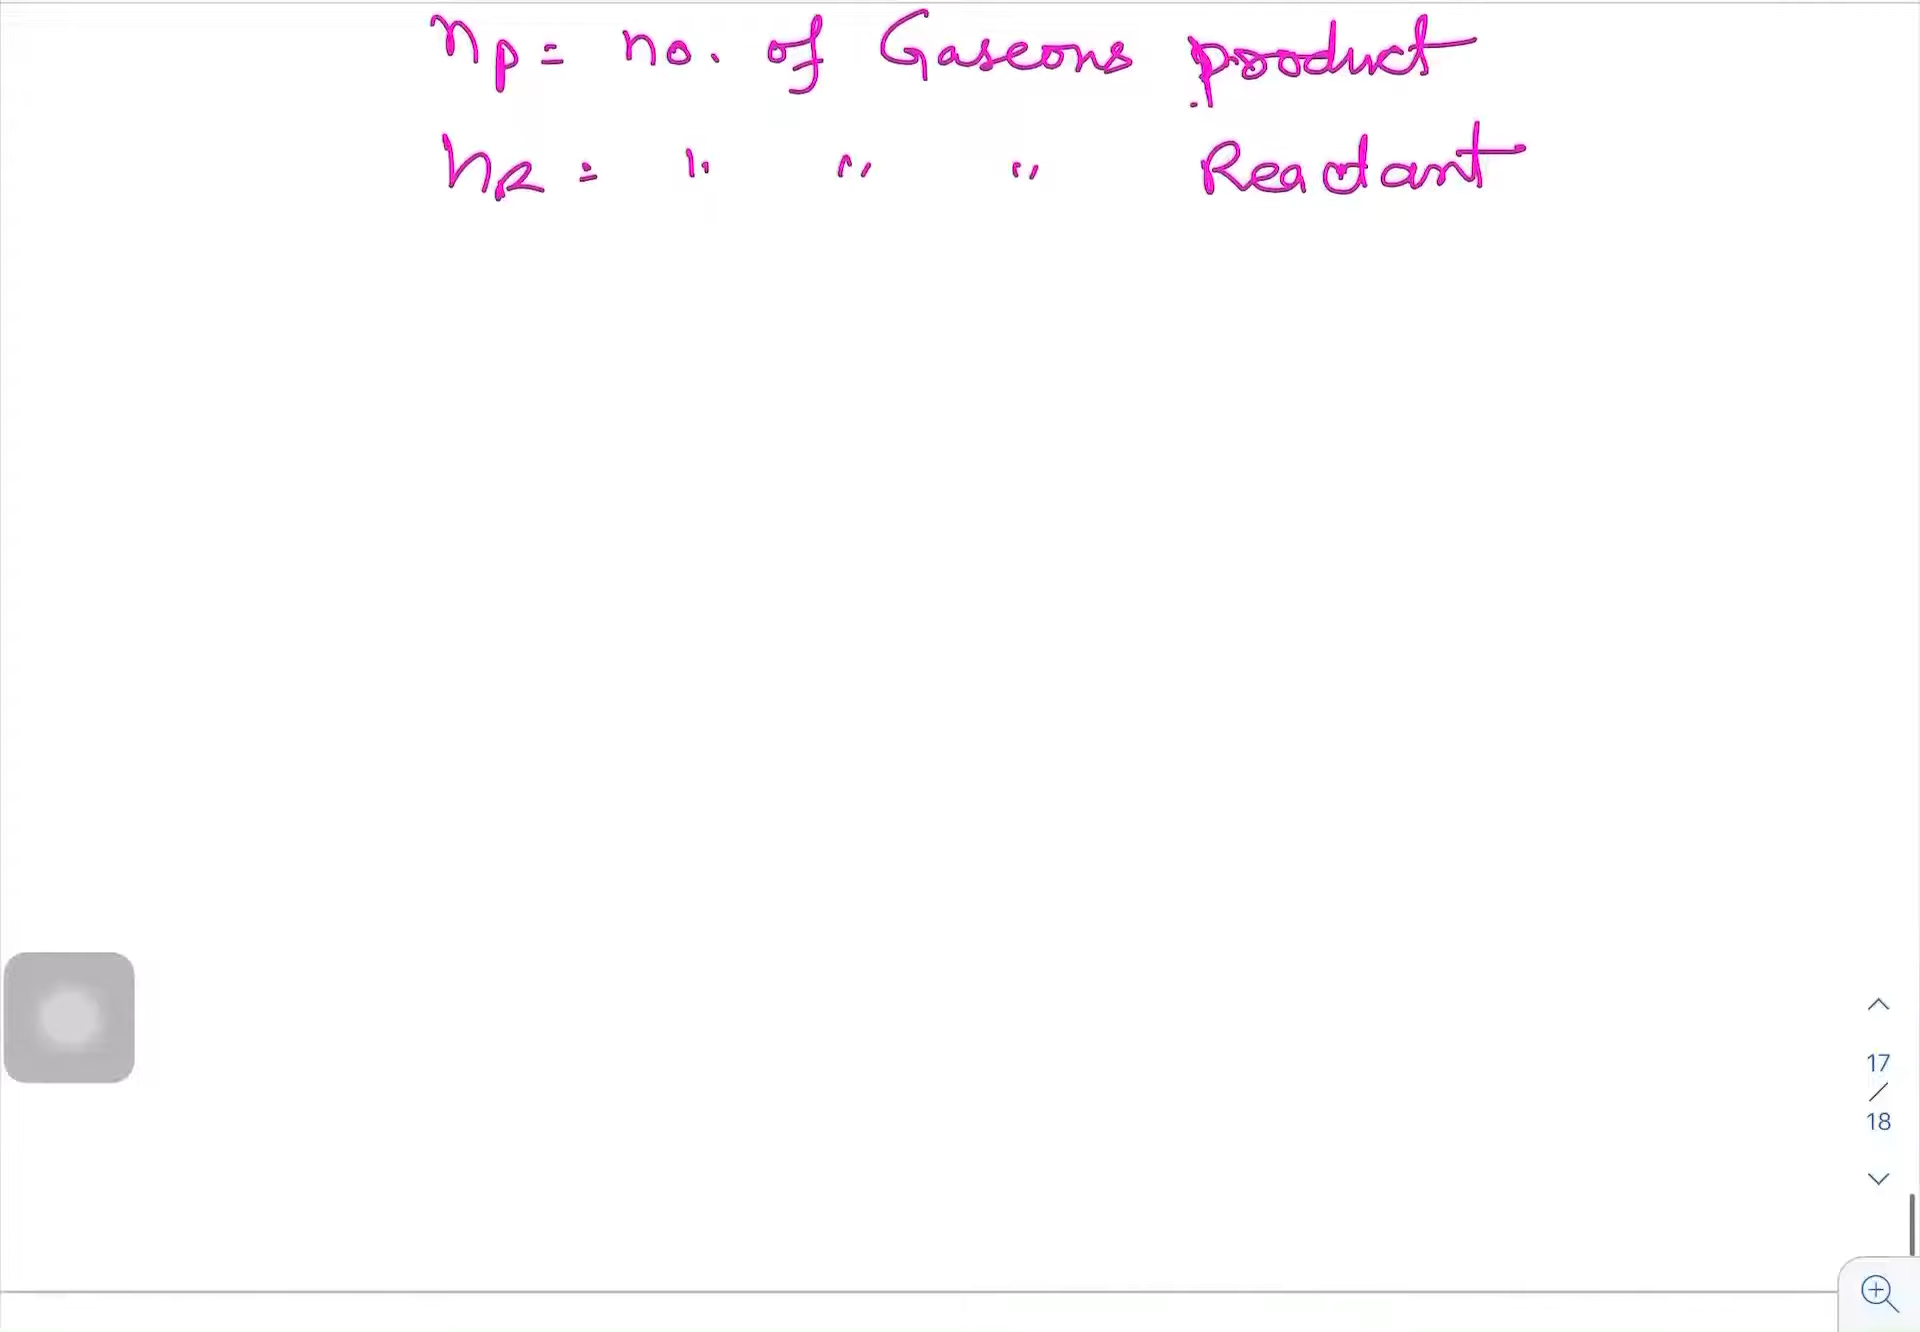 np = no. of Gaseous product
nR = " " " Reactant
17
/
18